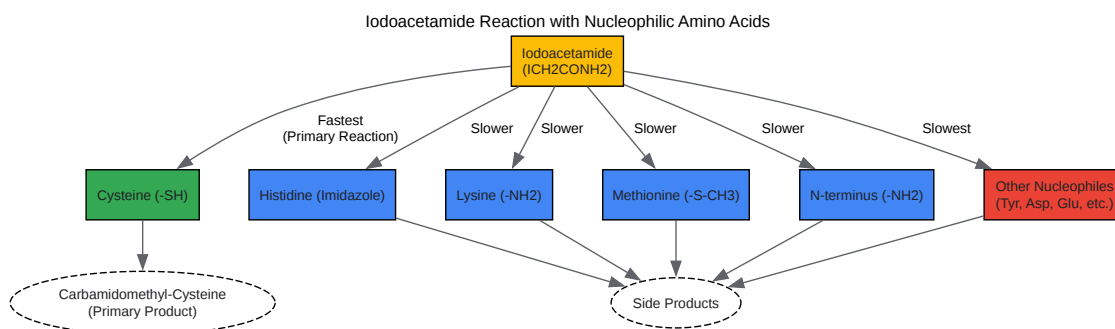 Iodoacetamide Reaction with Nucleophilic Amino Acids
Iodoacetamide
(ICH2CONH2)
Fastest
(Primary Reaction)
Slower
Slower
Slower
Slower
Slowest
Cysteine (-SH)
Histidine (Imidazole)
Lysine (-NH2)
Methionine (-S-CH3)
N-terminus (-NH2)
Other Nucleophiles
(Tyr, Asp, Glu, etc.)
Carbamidomethyl-Cysteine
(Primary Product)
Side Products